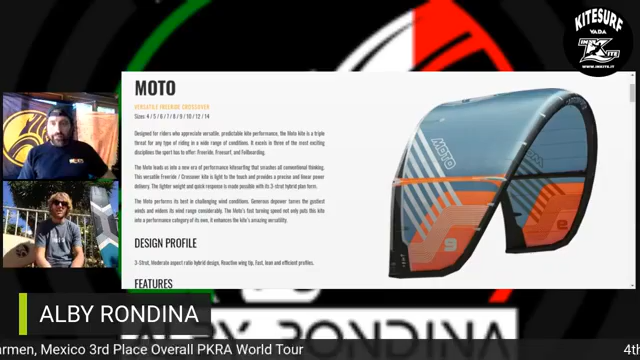 KITESURF
YADA
INKITE
WWW.INKITE.IT
MOTO
VERSATILE FREERIDE CROSSOVER
Sizes 4 / 5 / 6 / 7 / 8 / 9 / 10 / 12 / 14
Designed for riders who appreciate versatile, predictable kite performance, the Moto kite is a triple
threat for any type of riding in a wide range of conditions. It excels in three of the most exciting
disciplines the sport has to offer: Freeride, Freesurf, and Foilboarding.
The Moto leads us into a new era of performance kitesurfing that smashes all conventional thinking.
This versatile Freeride / Crossover kite is light to the touch and provides a precise and linear power
delivery. The lighter weight and quick response is made possible with its 3-strut hybrid plan form.
The Moto performs its best in challenging wind conditions. Generous depower tames the gustiest
winds and widens its wind range considerably. The Moto's fast turning speed not only puts this kite
into a performance category of its own, it enhances the kite's amazing versatility.
DESIGN PROFILE
3-Strut, Moderate aspect ratio hybrid design, Reactive wing tip, Fast, lean and efficient profiles.
FEATURES
MOTO
9
ALBY RONDINA
ALBY RONDINA
armen, Mexico 3rd Place Overall PKRA World Tour
4th